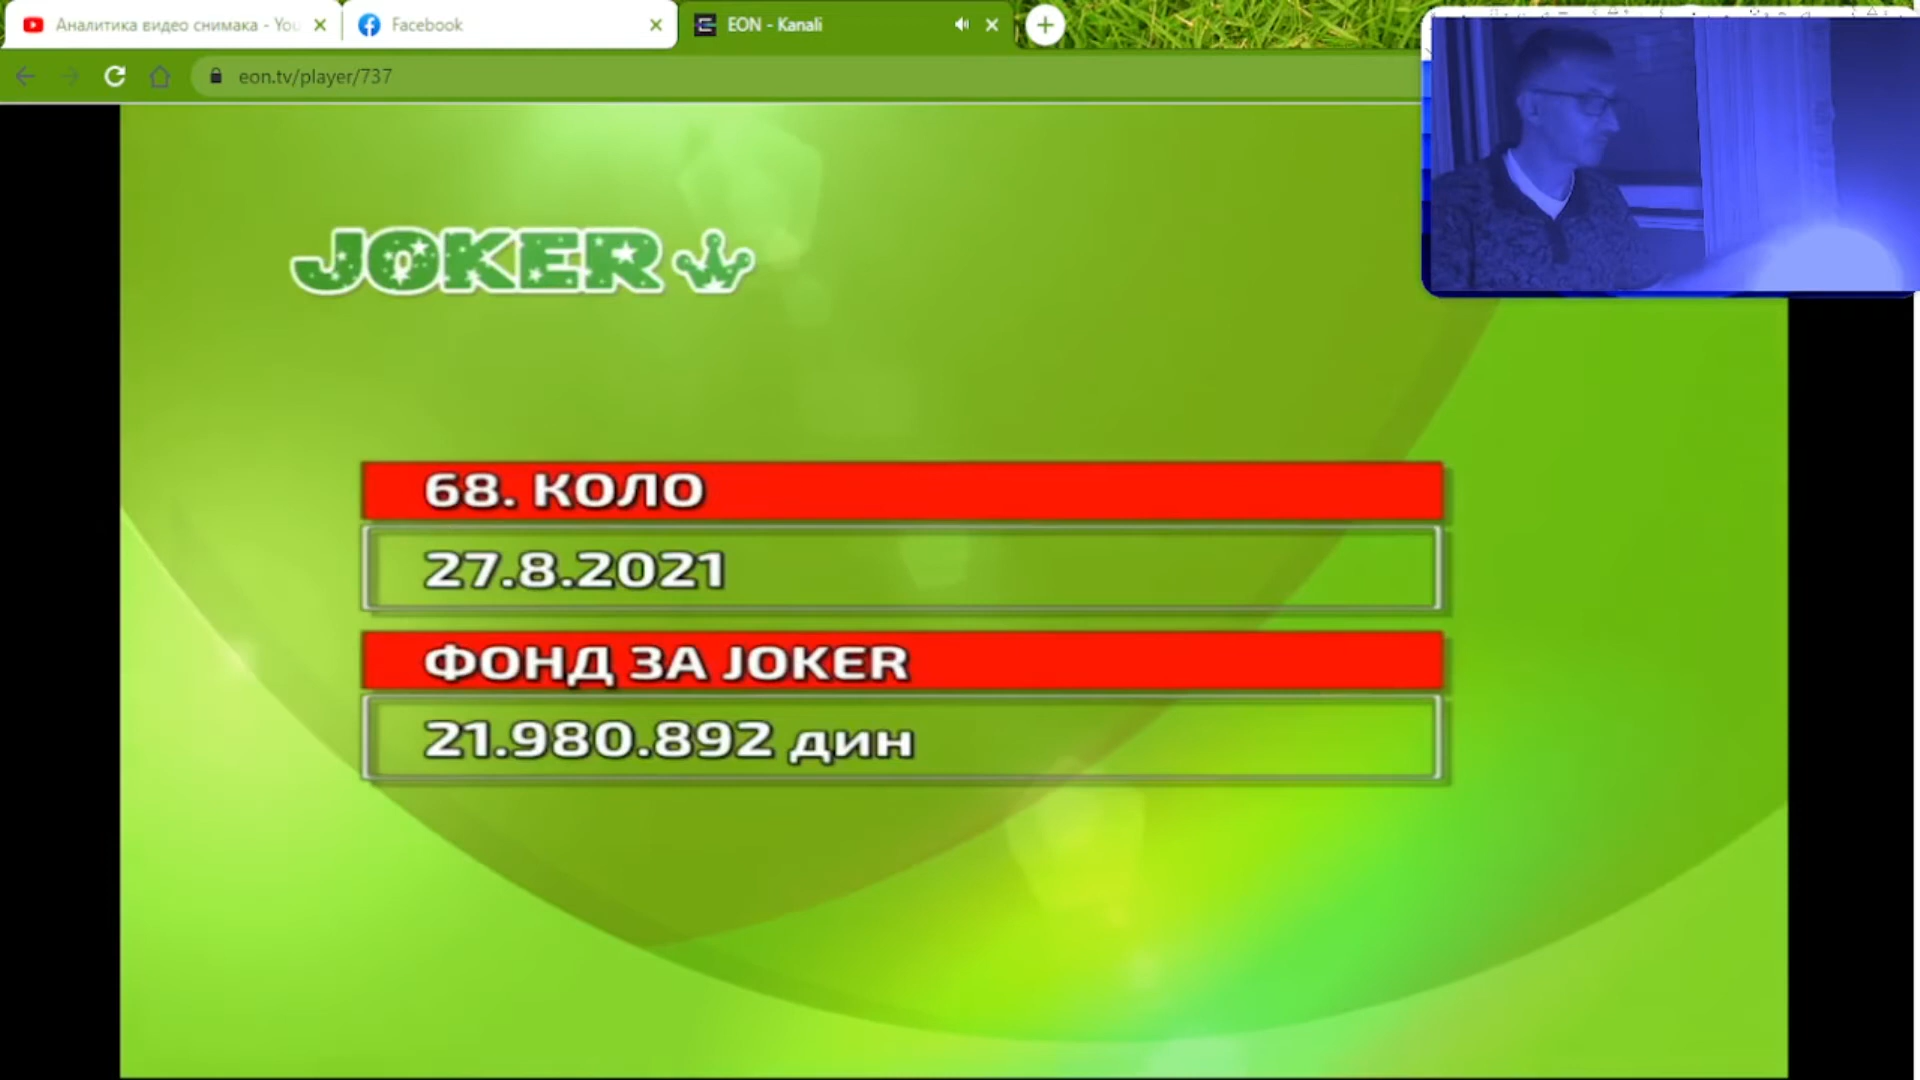 Аналитика видео снимака - You
Facebook
EON - Kanali
eon.tv/player/737
JOKER
68. КОЛО
27.8.2021
ФОНД ЗА JOKER
21.980.892 дин